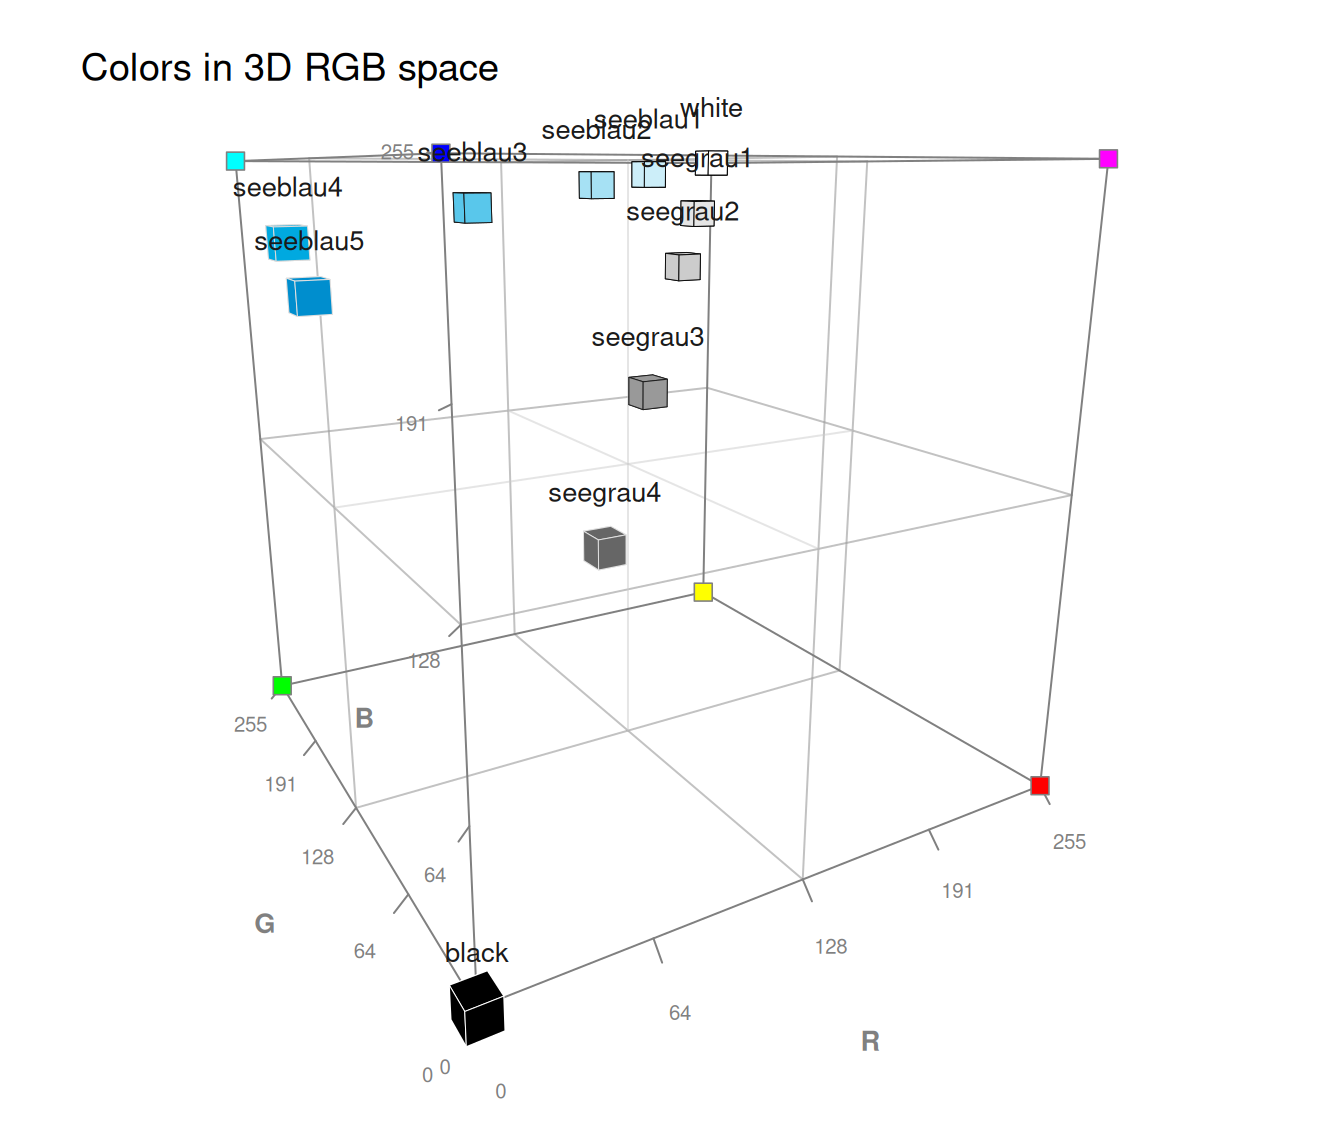 Colors in 3D RGB space
white
seeblau1
seeblau2
255
seeblau3
seegrau1
seeblau4
seegrau2
seeblau5
seegrau3
191
seegrau4
128
255
B
191
255
128
64
191
G
64
black
128
64
R
0
0
0